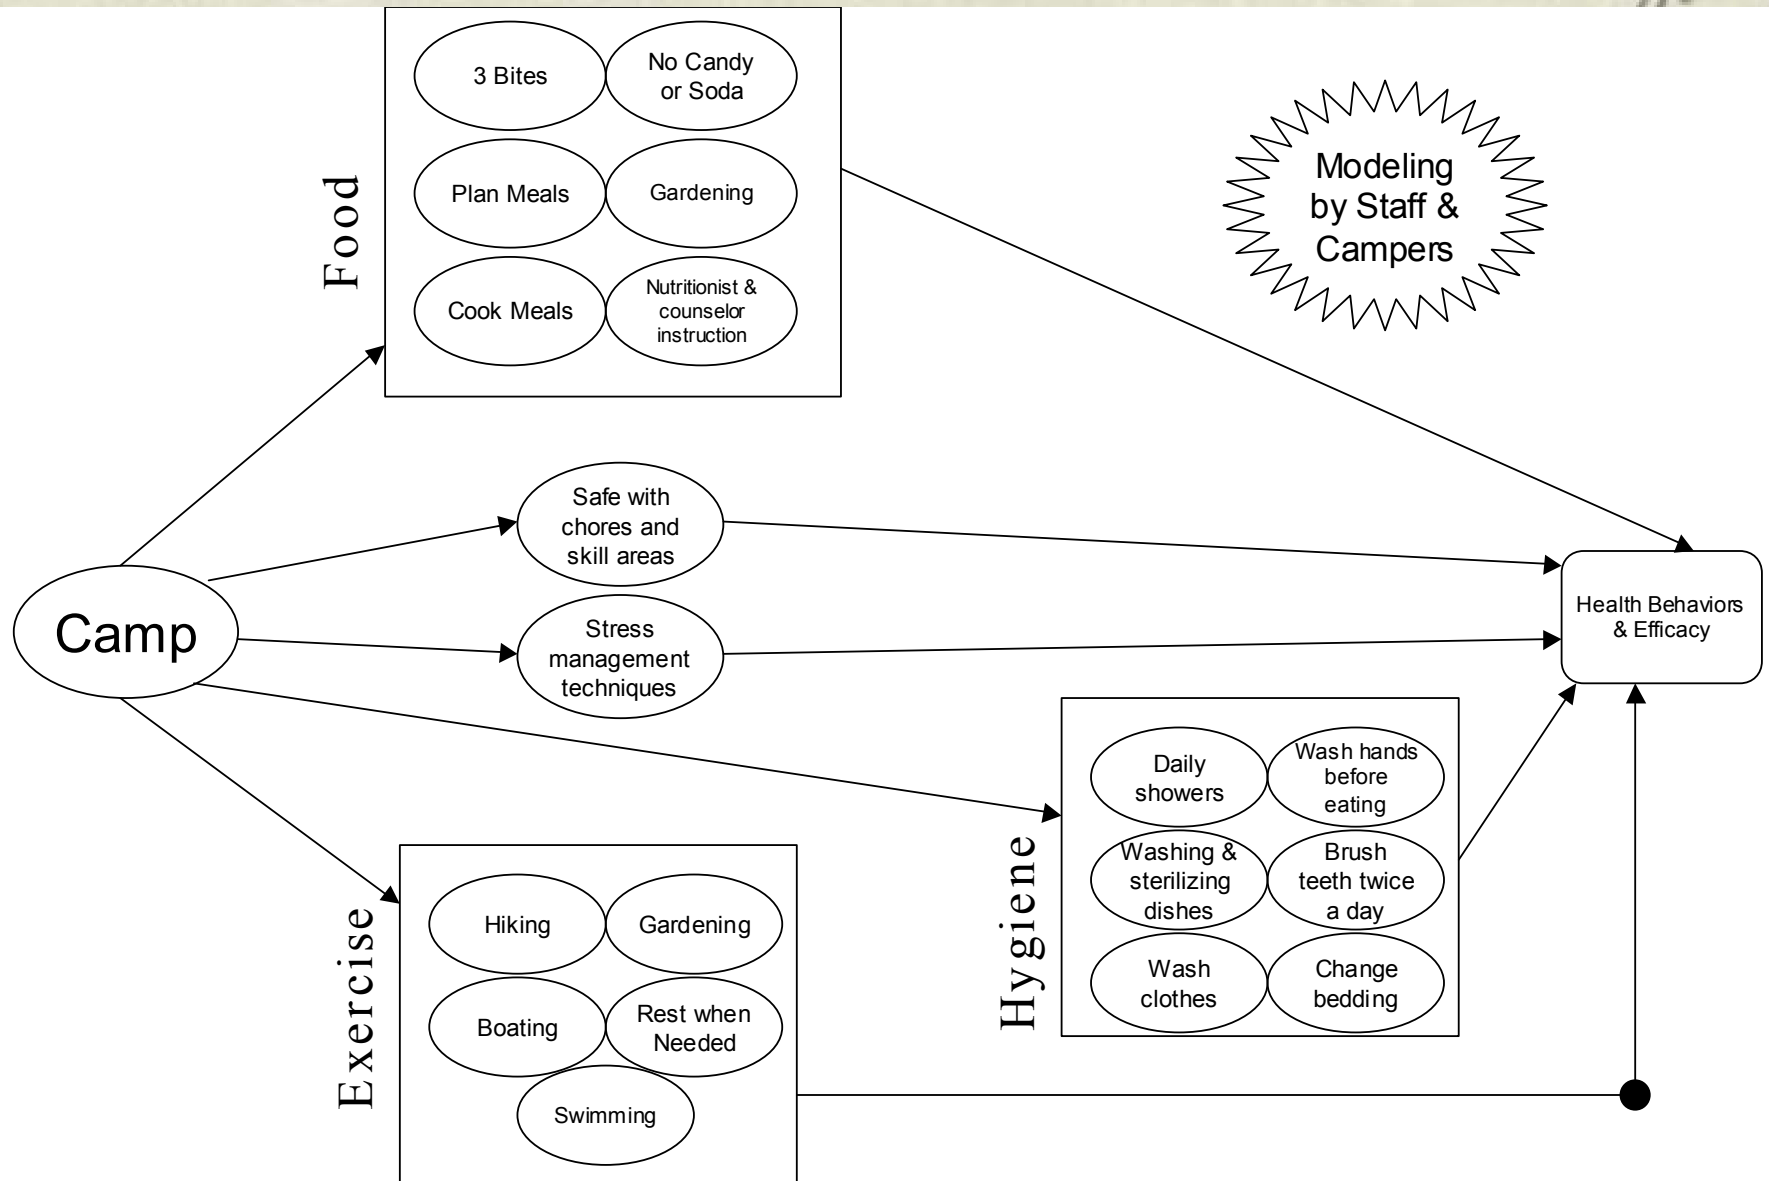 3 Bites
No Candy
or Soda
Plan Meals
Gardening
Cook Meals
Nutritionist &
counselor
instruction
Food
Modeling
by Staff &
Campers
Safe with
chores and
skill areas
Camp
Stress
management
techniques
Health Behaviors
& Efficacy
Daily
showers
Wash hands
before
eating
Washing &
sterilizing
dishes
Brush
teeth twice
a day
Wash
clothes
Change
bedding
Hygiene
Hiking
Gardening
Boating
Rest when
Needed
Swimming
Exercise